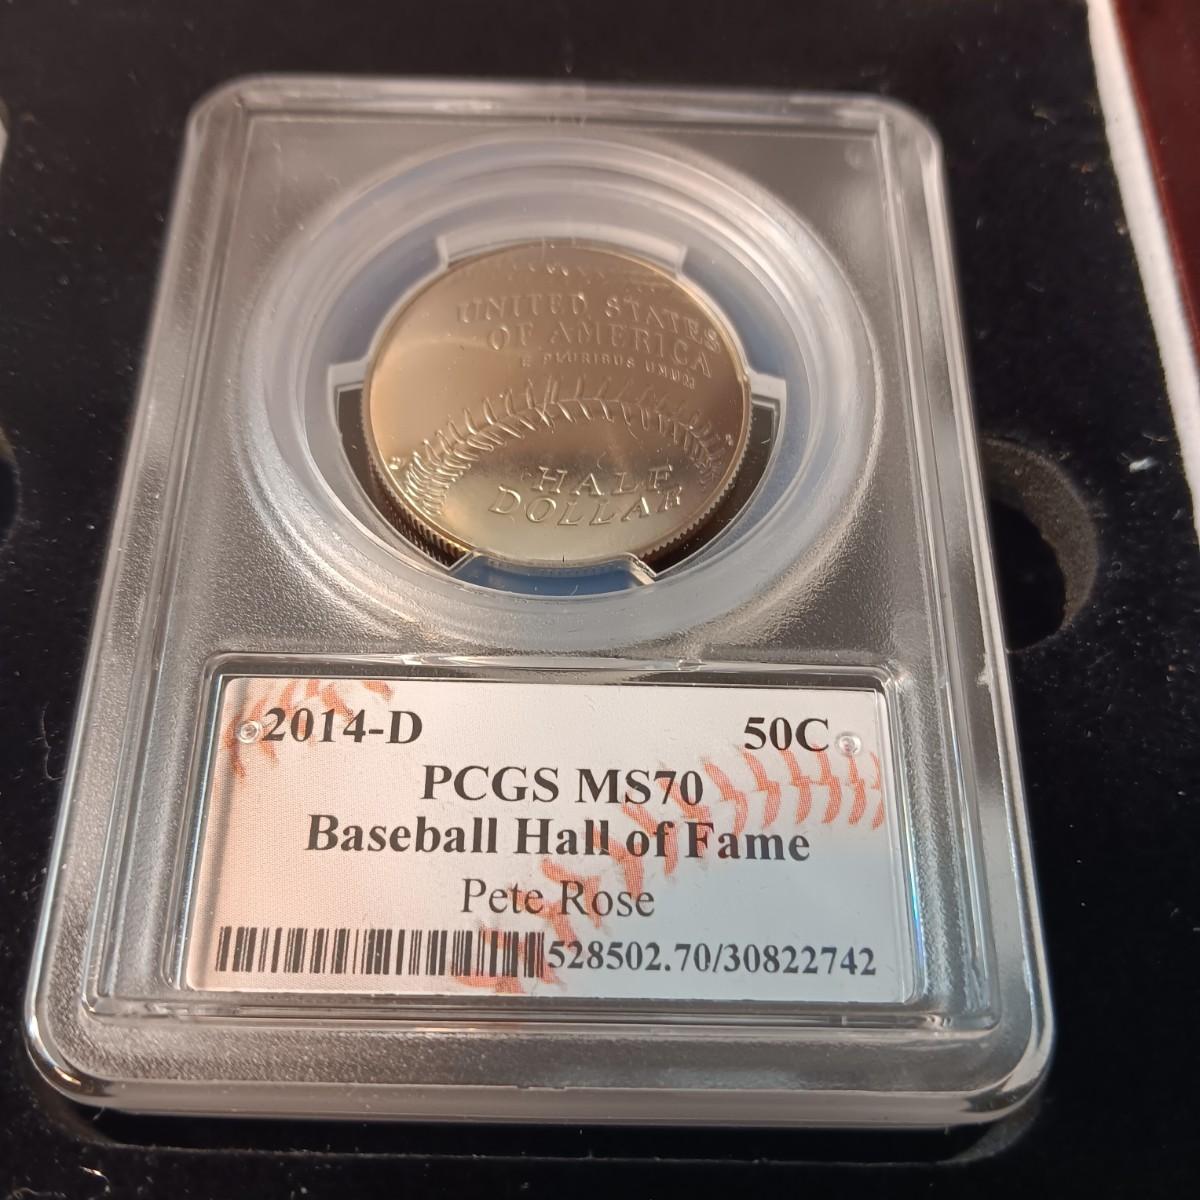 UNITED STATES
OF AMERICA
E PLURIBUS UNUM
HALF
DOLLAR
2014-D 50C
PCGS MS70
Baseball Hall of Fame
Pete Rose
528502.70/30822742